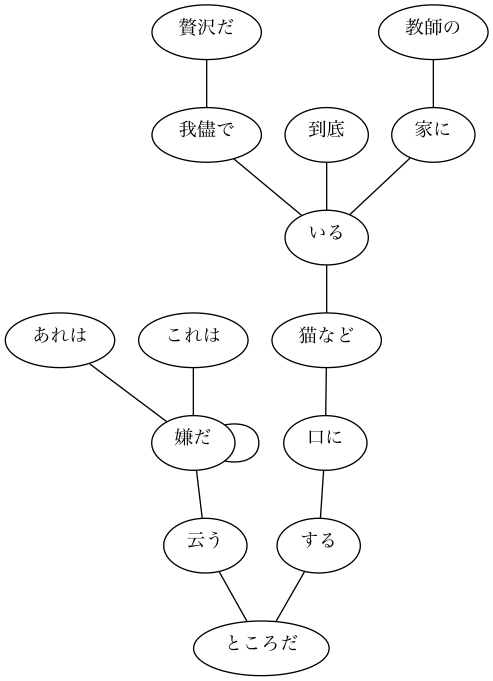 贅沢だ
教師の
我儘で
到底
家に
いる
あれは
これは
猫など
嫌だ
口に
云う
する
ところだ